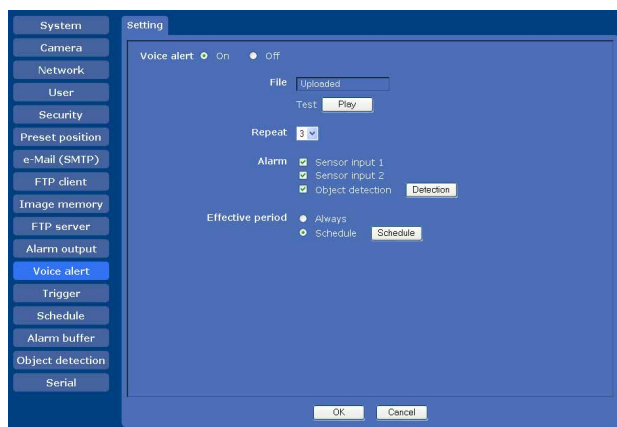 System
Camera
Network
User
Security
Preset position
e-Mail (SMTP)
FTP client
Image memory
FTP server
Alarm output
Voice alert
Trigger
Schedule
Alarm buffer
Object detection
Serial
Setting
Voice alert On Off
File Uploaded
Test Play
Repeat 3
Alarm Sensor input 1
Sensor input 2
Object detection Detection
Effective period Always
Schedule Schedule
OK Cancel